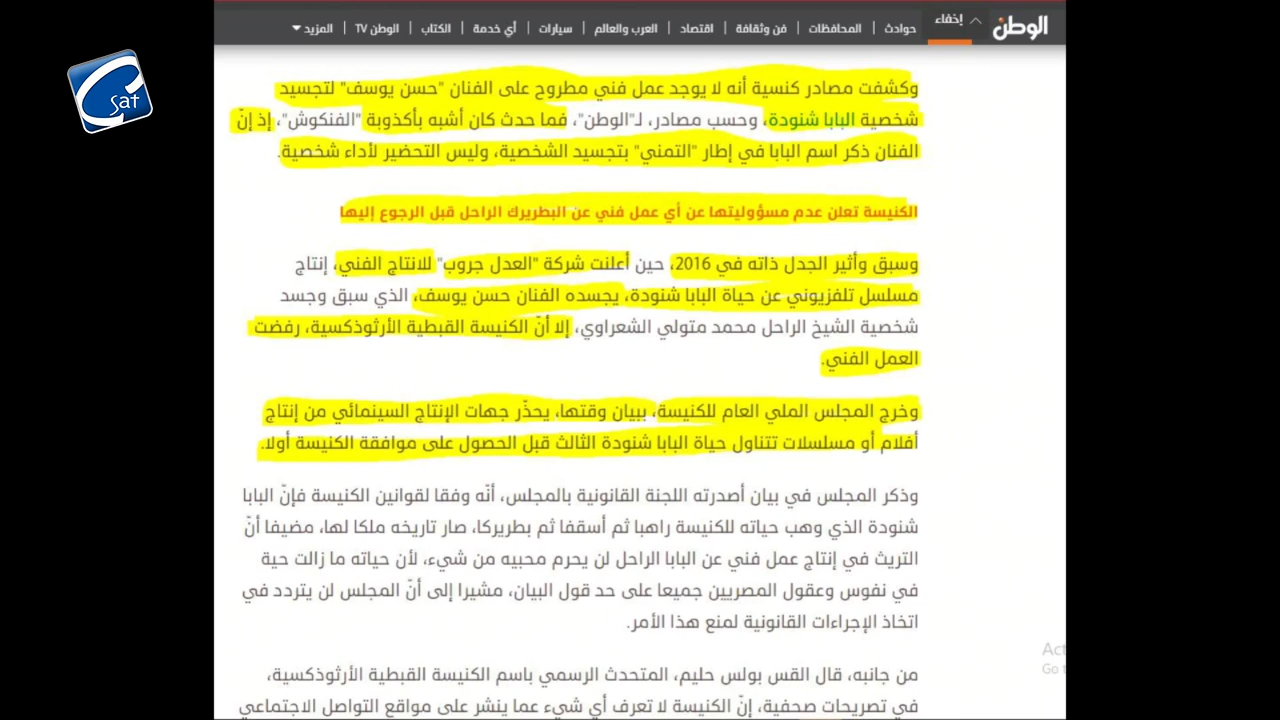 الوطن
إخفاء
حوادث | المحافظات | فن وثقافة | اقتصاد | العرب والعالم | سيارات | أي خدمة | الكتاب | الوطن TV | المزيد
C Sat
وكشفت مصادر كنسية أنه لا يوجد عمل فني مطروح على الفنان "حسن يوسف" لتجسيد
شخصية البابا شنودة، وحسب مصادر، لـ"الوطن"، فما حدث كان أشبه بأكذوبة "الفنكوش"، إذ إنّ
الفنان ذكر اسم البابا في إطار "التمني" بتجسيد الشخصية، وليس التحضير لأداء شخصية.
الكنيسة تعلن عدم مسؤوليتها عن أي عمل فني عن البطريرك الراحل قبل الرجوع إليها
وسبق وأثير الجدل ذاته في 2016، حين أعلنت شركة "العدل جروب" للانتاج الفني، إنتاج
مسلسل تلفزيوني عن حياة البابا شنودة، يجسده الفنان حسن يوسف، الذي سبق وجسد
شخصية الشيخ الراحل محمد متولي الشعراوي، إلا أنّ الكنيسة القبطية الأرثوذكسية، رفضت
العمل الفني.
وخرج المجلس الملي العام للكنيسة، ببيان وقتها، يحذّر جهات الإنتاج السينمائي من إنتاج
أفلام أو مسلسلات تتناول حياة البابا شنودة الثالث قبل الحصول على موافقة الكنيسة أولا.
وذكر المجلس في بيان أصدرته اللجنة القانونية بالمجلس، أنّه وفقا لقوانين الكنيسة فإنّ البابا
شنودة الذي وهب حياته للكنيسة راهبا ثم أسقفا ثم بطريركا، صار تاريخه ملكا لها، مضيفا أنّ
التريث في إنتاج عمل فني عن البابا الراحل لن يحرم محبيه من شيء، لأن حياته ما زالت حية
في نفوس وعقول المصريين جميعا على حد قول البيان، مشيرا إلى أنّ المجلس لن يتردد في
اتخاذ الإجراءات القانونية لمنع هذا الأمر.
Act
Go t
من جانبه، قال القس بولس حليم، المتحدث الرسمي باسم الكنيسة القبطية الأرثوذكسية،
في تصريحات صحفية، إنّ الكنيسة لا تعرف أي شيء عما ينشر على مواقع التواصل الاجتماعي